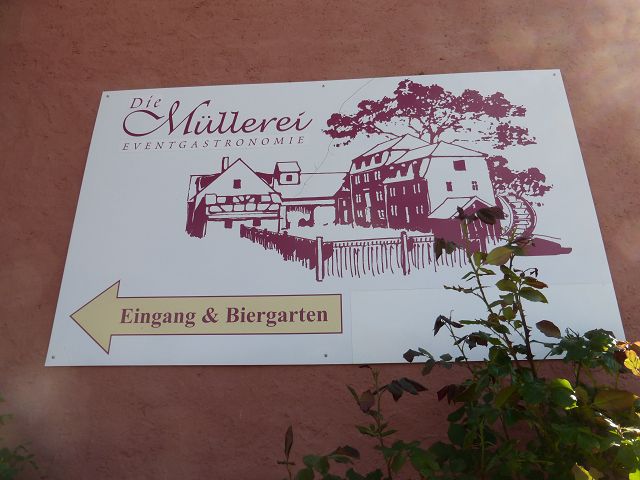 Die
Müllerei
EVENTGASTRONOMIE
Eingang & Biergarten